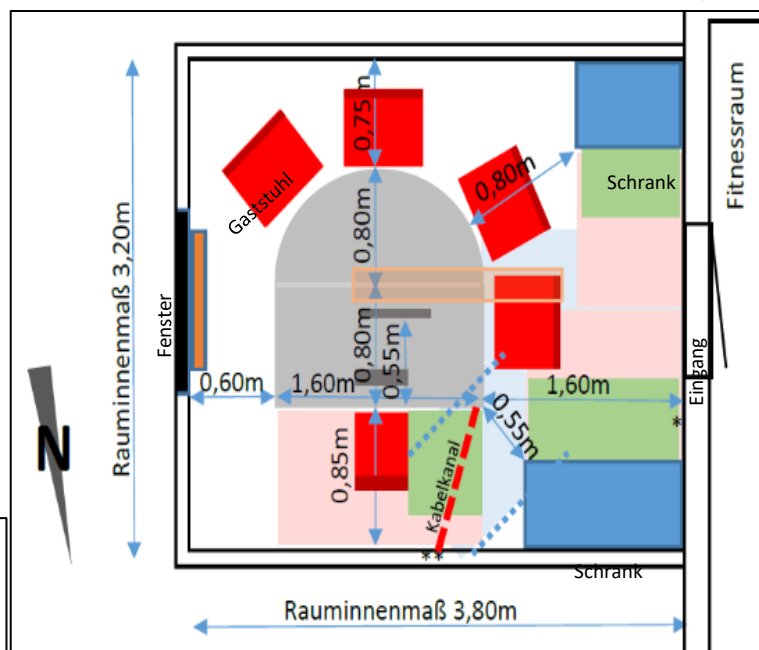 Fitnessraum
0,75m
0,80m
Schrank
Gaststuhl
Rauminnenmaß 3,20m
0,80m
Fenster
0,80m
0,55m
Eingang
0,60m
1,60m
1,60m
N
0,55m
*
0,85m
Kabelkanal
**
Schrank
Rauminnenmaß 3,80m